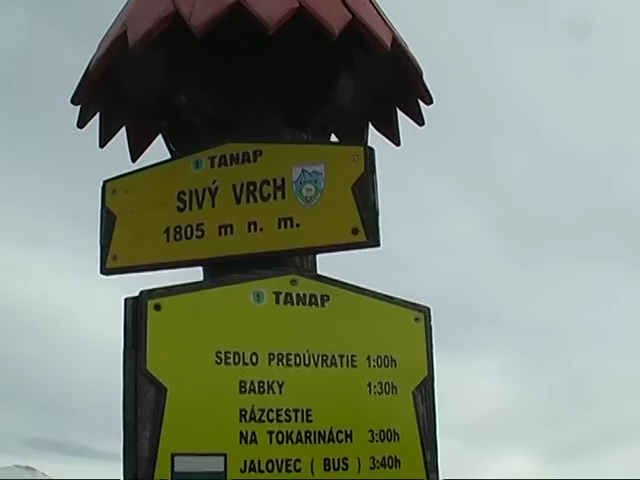 TANAP
SIVÝ VRCH
1805 m n. m.
TANAP
SEDLO PREDÚVRATIE 1:00h
BABKY 1:30h
RÁZCESTIE
NA TOKARINÁCH 3:00h
JALOVEC ( BUS ) 3:40h